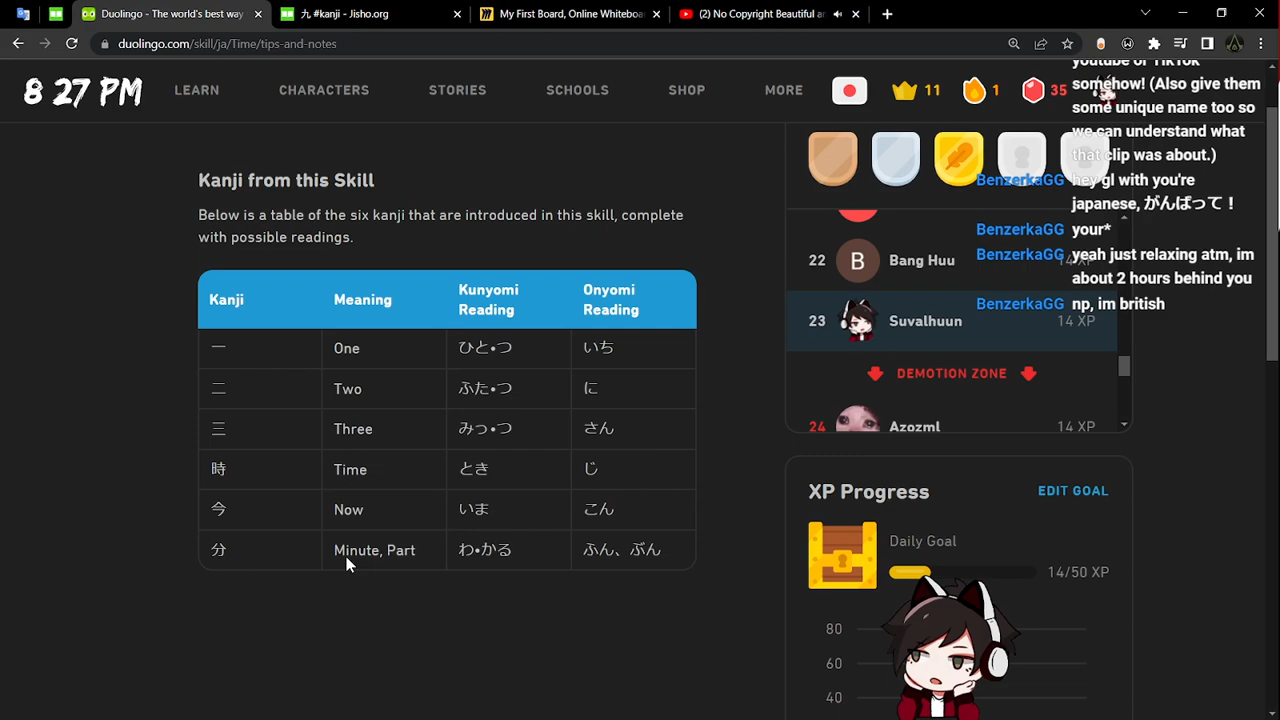 Duolingo - The world's best way
九 #kanji - Jisho.org
My First Board, Online Whiteboa
(2) No Copyright Beautiful a
duolingo.com/skill/ja/Time/tips-and-notes
8 27 PM
LEARN
CHARACTERS
STORIES
SCHOOLS
SHOP
MORE
11
1
35
youtube or TikTok
somehow! (Also give them
some unique name too so
we can understand what
that clip was about.)
BenzerkaGG hey gl with you're
japanese, がんばって！
BenzerkaGG your*
BenzerkaGG yeah just relaxing atm, im
about 2 hours behind you
BenzerkaGG np, im british
Kanji from this Skill
Below is a table of the six kanji that are introduced in this skill, complete
with possible readings.
Kanji Meaning Kunyomi Reading Onyomi Reading
一 One ひと•つ いち
二 Two ふた•つ に
三 Three みっ•つ さん
時 Time とき じ
今 Now いま こん
分 Minute, Part わ•かる ふん、ぶん
22 B Bang Huu 14 XP
23 Suvalhuun 14 XP
DEMOTION ZONE
24 Azozml 14 XP
XP Progress
EDIT GOAL
Daily Goal
14/50 XP
80
60
40